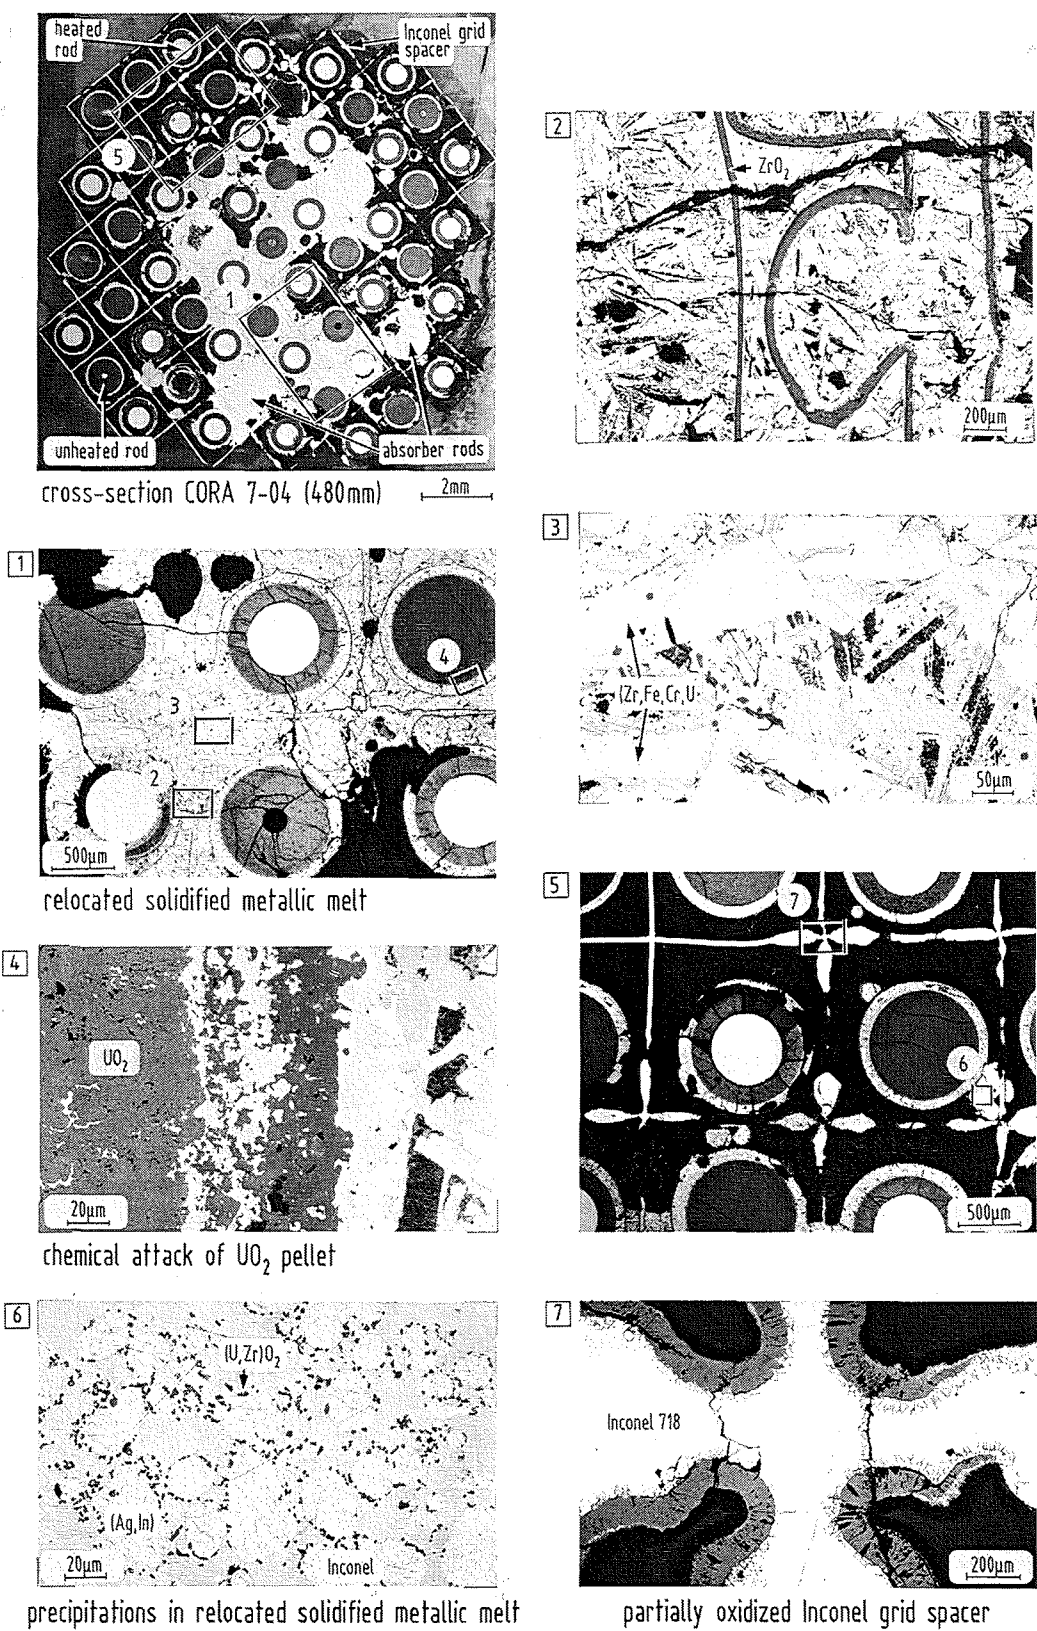 heated
rod
Inconel grid
spacer
5
1
unheated rod
absorber rods
cross-section CORA 7-04 (480mm)
2mm
2
ZrO₂
200µm
1
4
3
2
500µm
relocated solidified metallic melt
3
(Zr,Fe,Cr,U
50µm
4
UO₂
20µm
chemical attack of UO₂ pellet
5
7
6
500µm
6
(U,Zr)O₂
(Ag,In)
20µm
Inconel
precipitations in relocated solidified metallic melt
7
Inconel 718
200µm
partially oxidized Inconel grid spacer